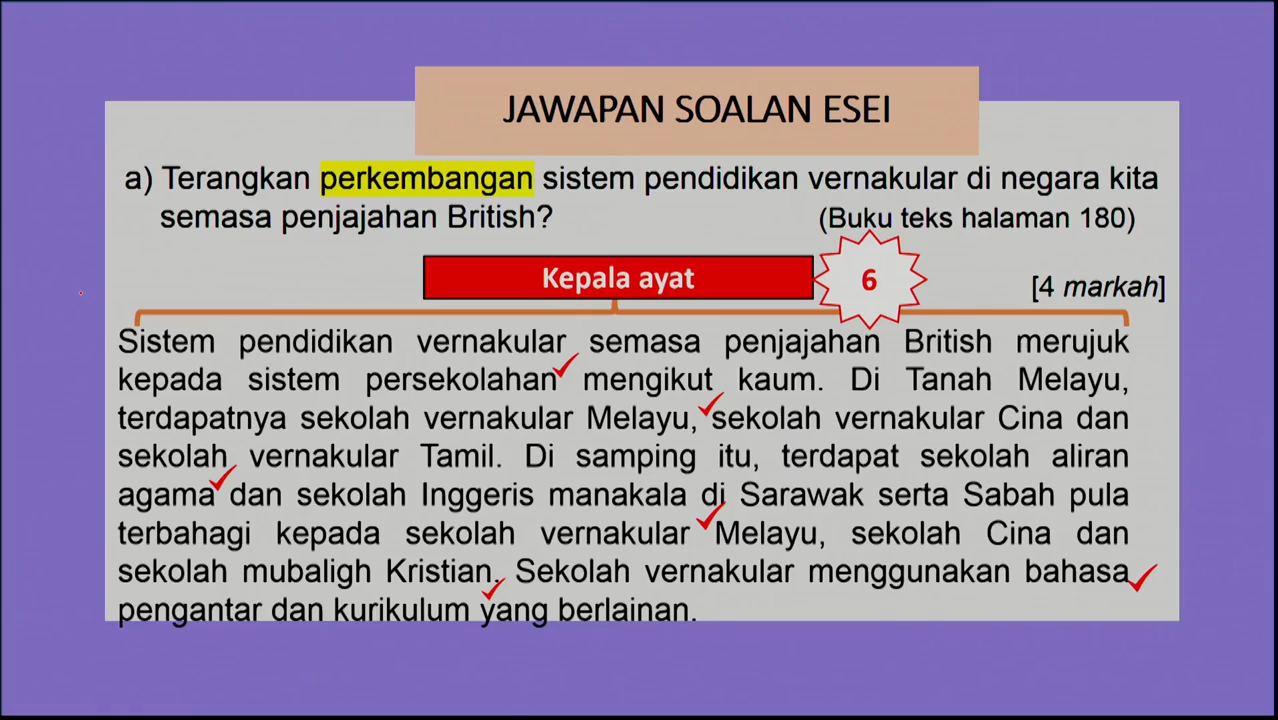 JAWAPAN SOALAN ESEI
a) Terangkan perkembangan sistem pendidikan vernakular di negara kita
semasa penjajahan British? (Buku teks halaman 180)
Kepala ayat 6
[4 markah]
Sistem pendidikan vernakular semasa penjajahan British merujuk
kepada sistem persekolahan mengikut kaum. Di Tanah Melayu,
terdapatnya sekolah vernakular Melayu, sekolah vernakular Cina dan
sekolah vernakular Tamil. Di samping itu, terdapat sekolah aliran
agama dan sekolah Inggeris manakala di Sarawak serta Sabah pula
terbahagi kepada sekolah vernakular Melayu, sekolah Cina dan
sekolah mubaligh Kristian. Sekolah vernakular menggunakan bahasa
pengantar dan kurikulum yang berlainan.